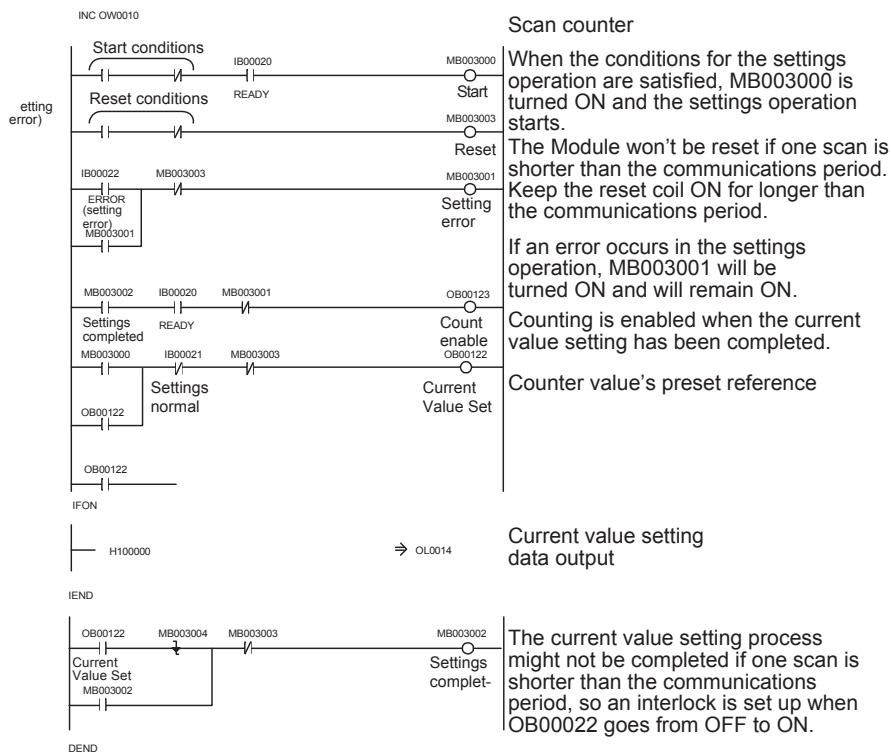 INC OW0010
Scan counter
Start conditions
IB00020
MB003000
READY
Start
When the conditions for the settings
operation are satisfied, MB003000 is
turned ON and the settings operation
starts.
etting
error)
Reset conditions
MB003003
Reset
The Module won't be reset if one scan is
shorter than the communications period.
Keep the reset coil ON for longer than
the communications period.
IB00022
MB003003
MB003001
ERROR
(setting
error)
MB003001
Setting
error
If an error occurs in the settings
operation, MB003001 will be
turned ON and will remain ON.
MB003002
IB00020
MB003001
OB00123
Settings
completed
READY
Count
enable
Counting is enabled when the current
value setting has been completed.
MB003000
IB00021
MB003003
OB00122
Settings
normal
Current
Value Set
Counter value's preset reference
OB00122
OB00122
IFON
H100000
⇒ OL0014
Current value setting
data output
IEND
OB00122
MB003004
MB003003
MB003002
Current
Value Set
MB003002
Settings
complet-
The current value setting process
might not be completed if one scan is
shorter than the communications
period, so an interlock is set up when
OB00022 goes from OFF to ON.
DEND